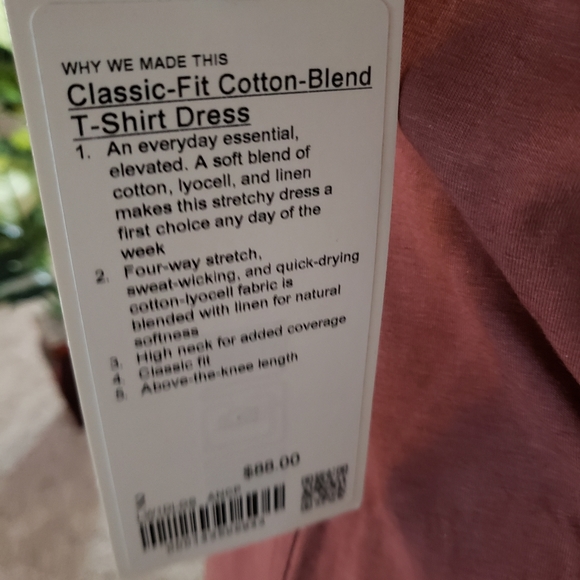 WHY WE MADE THIS
Classic-Fit Cotton-Blend
T-Shirt Dress
1. An everyday essential,
elevated. A soft blend of
cotton, lyocell, and linen
makes this stretchy dress a
first choice any day of the
week
2. Four-way stretch,
sweat-wicking, and quick-drying
cotton-lyocell fabric is
blended with linen for natural
softness
3. High neck for added coverage
4. Classic fit
5. Above-the-knee length
$88.00
2